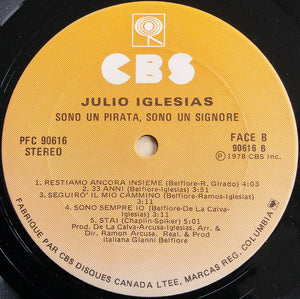 CBS
JULIO IGLESIAS
SONO UN PIRATA, SONO UN SIGNORE
PFC 90616
STEREO
FACE B
90616 B
℗ 1978 CBS Inc.
1. RESTIAMO ANCORA INSIEME (Belfiore-R. Girado) 4:03
2. 33 ANNI (Belfiore-Iglesias) 3:11
3. SEGUIRO' IL MIO CAMMINO (Belfiore-Ramos-Iglesias)
3:11
4. SONO SEMPRE IO (Belfiore-De La Calva-
Iglesias) 3:11
5. STAI (Chaplin-Spiker)
Prod. De La Calva-Arcusa-Iglesias, Arr. &
Dir. Ramon Arcusa. Real. & Prod
italiana Gianni Belfiore
FABRIQUE PAR CBS DISQUES CANADA LTEE. MARCAS REG. COLUMBIA